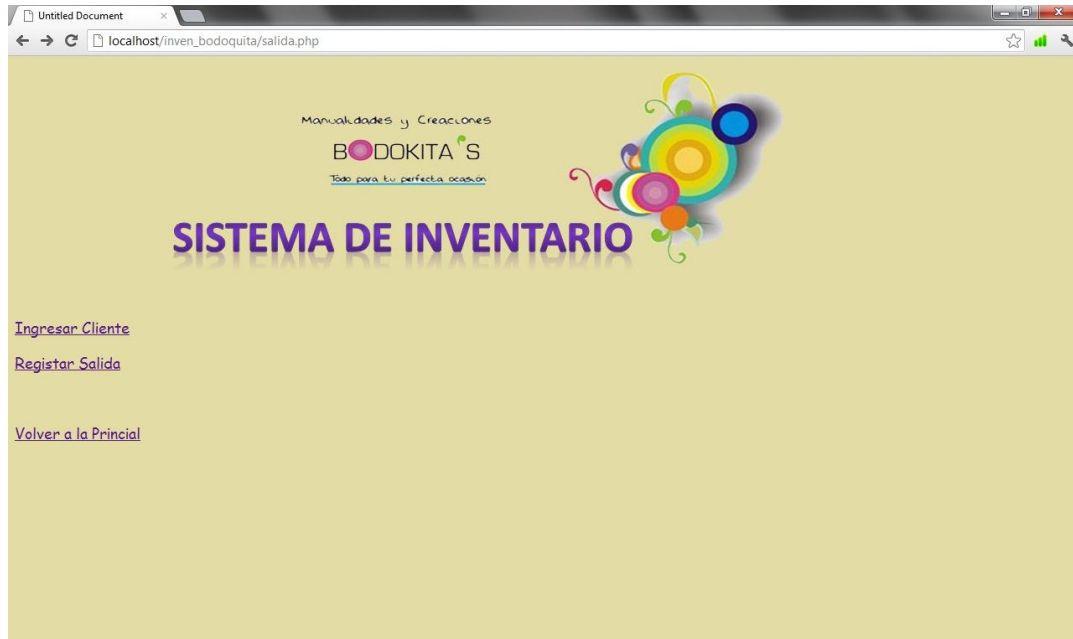 Untitled Document
localhost/inven_bodoquita/salida.php
Manualidades y Creaciones
BODOKITA'S
Todo para tu perfecta ocasión
SISTEMA DE INVENTARIO
Ingresar Cliente
Registar Salida
Volver a la Princial